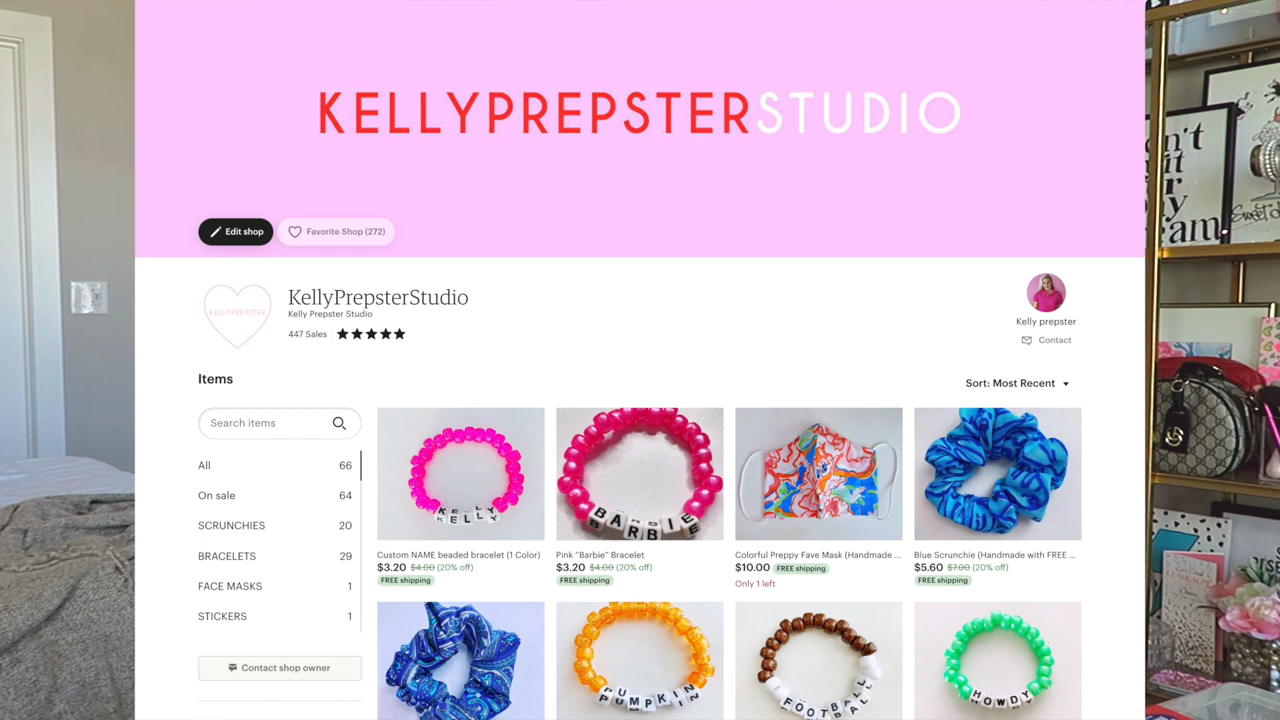 KELLYPREPSTERSTUDIO
Edit shop
Favorite Shop (272)
KELLYPREPSTER
KellyPrepsterStudio
Kelly Prepster Studio
447 Sales
Kelly prepster
Contact
Items
Sort: Most Recent
Search items
All 66
On sale 64
SCRUNCHIES 20
BRACELETS 29
FACE MASKS 1
STICKERS 1
Contact shop owner
KELLY
BARBIE
Custom NAME beaded bracelet (1 Color)
$3.20 $4.00 (20% off)
FREE shipping
Pink "Barbie" Bracelet
$3.20 $4.00 (20% off)
FREE shipping
Colorful Preppy Fave Mask (Handmade ...
$10.00 FREE shipping
Only 1 left
Blue Scrunchie (Handmade with FREE ...
$5.60 $7.00 (20% off)
FREE shipping
PUMPKIN
FOOTBALL
HOWDY